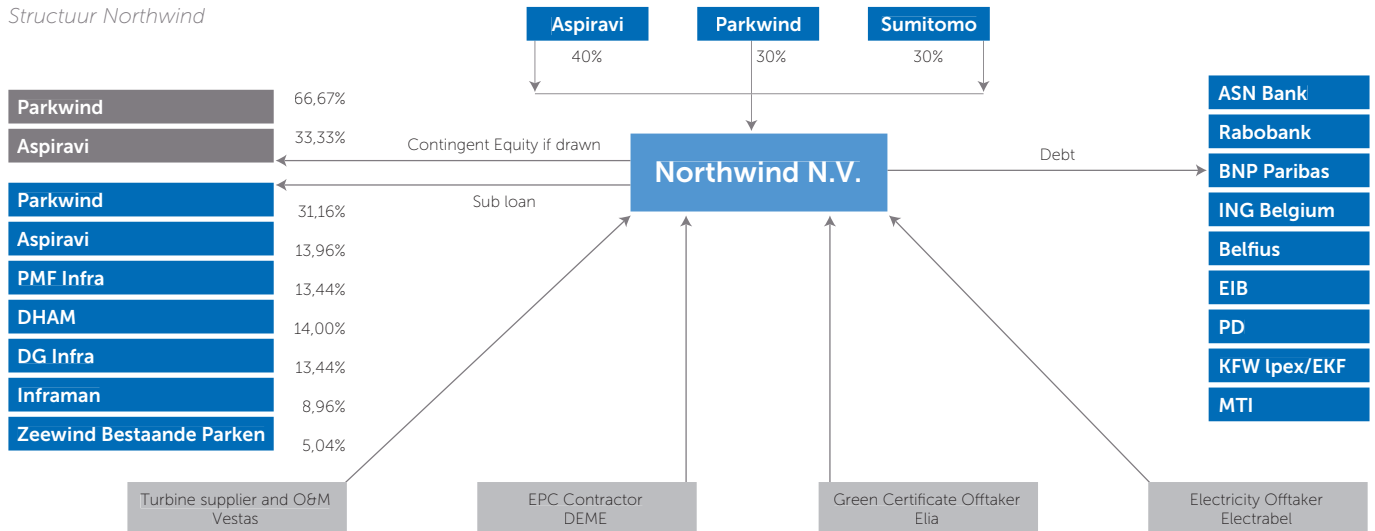 Structuur Northwind
Aspiravi
Parkwind
Sumitomo
40%
30%
30%
Parkwind
66,67%
Aspiravi
33,33%
Contingent Equity if drawn
Sub loan
Northwind N.V.
Debt
Parkwind
31,16%
Aspiravi
13,96%
PMF Infra
13,44%
DHAM
14,00%
DG Infra
13,44%
Inframan
8,96%
Zeewind Bestaande Parken
5,04%
ASN Bank
Rabobank
BNP Paribas
ING Belgium
Belfius
EIB
PD
KFW lpex/EKF
MTI
Turbine supplier and O&M
Vestas
EPC Contractor
DEME
Green Certificate Offtaker
Elia
Electricity Offtaker
Electrabel